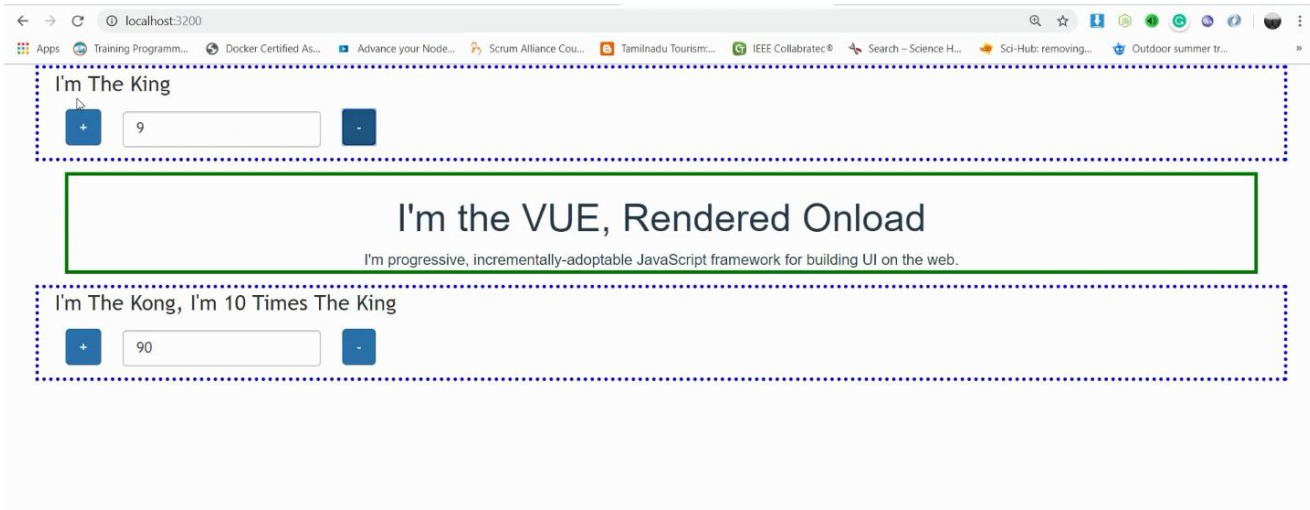 localhost:3200
Apps Training Programm... Docker Certified As... Advance your Node... Scrum Alliance Cou... Tamilnadu Tourism:... IEEE Collabratec® Search – Science H... Sci-Hub: removing... Outdoor summer tr... »
I'm The King
+ 9 -
I'm the VUE, Rendered Onload
I'm progressive, incrementally-adoptable JavaScript framework for building UI on the web.
I'm The Kong, I'm 10 Times The King
+ 90 -